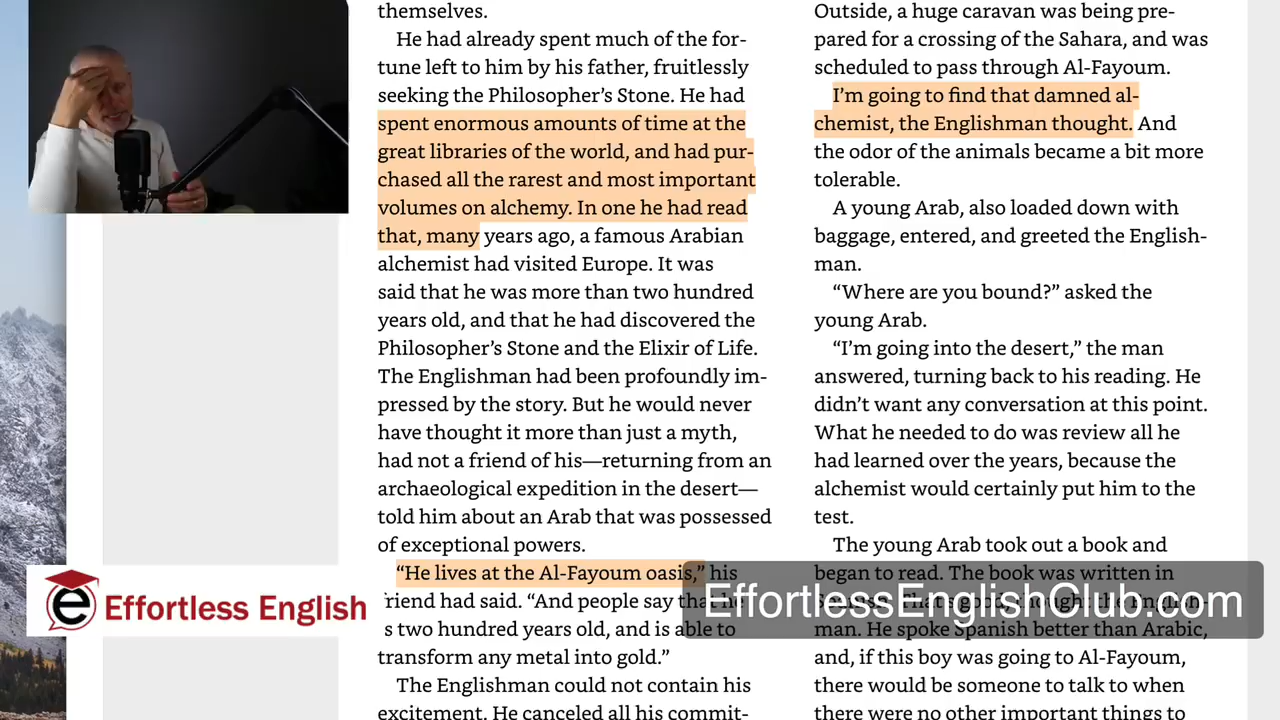 themselves.
He had already spent much of the for-
tune left to him by his father, fruitlessly
seeking the Philosopher’s Stone. He had
spent enormous amounts of time at the
great libraries of the world, and had pur-
chased all the rarest and most important
volumes on alchemy. In one he had read
that, many years ago, a famous Arabian
alchemist had visited Europe. It was
said that he was more than two hundred
years old, and that he had discovered the
Philosopher’s Stone and the Elixir of Life.
The Englishman had been profoundly im-
pressed by the story. But he would never
have thought it more than just a myth,
had not a friend of his—returning from an
archaeological expedition in the desert—
told him about an Arab that was possessed
of exceptional powers.
“He lives at the Al-Fayoum oasis,” his
friend had said. “And people say that he
s two hundred years old, and is able to
transform any metal into gold.”
The Englishman could not contain his
excitement. He canceled all his commit-
Outside, a huge caravan was being pre-
pared for a crossing of the Sahara, and was
scheduled to pass through Al-Fayoum.
I’m going to find that damned al-
chemist, the Englishman thought. And
the odor of the animals became a bit more
tolerable.
A young Arab, also loaded down with
baggage, entered, and greeted the English-
man.
“Where are you bound?” asked the
young Arab.
“I’m going into the desert,” the man
answered, turning back to his reading. He
didn’t want any conversation at this point.
What he needed to do was review all he
had learned over the years, because the
alchemist would certainly put him to the
test.
The young Arab took out a book and
began to read. The book was written in
man. He spoke Spanish better than Arabic,
and, if this boy was going to Al-Fayoum,
there would be someone to talk to when
there were no other important things to
e Effortless English
EffortlessEnglishClub.com